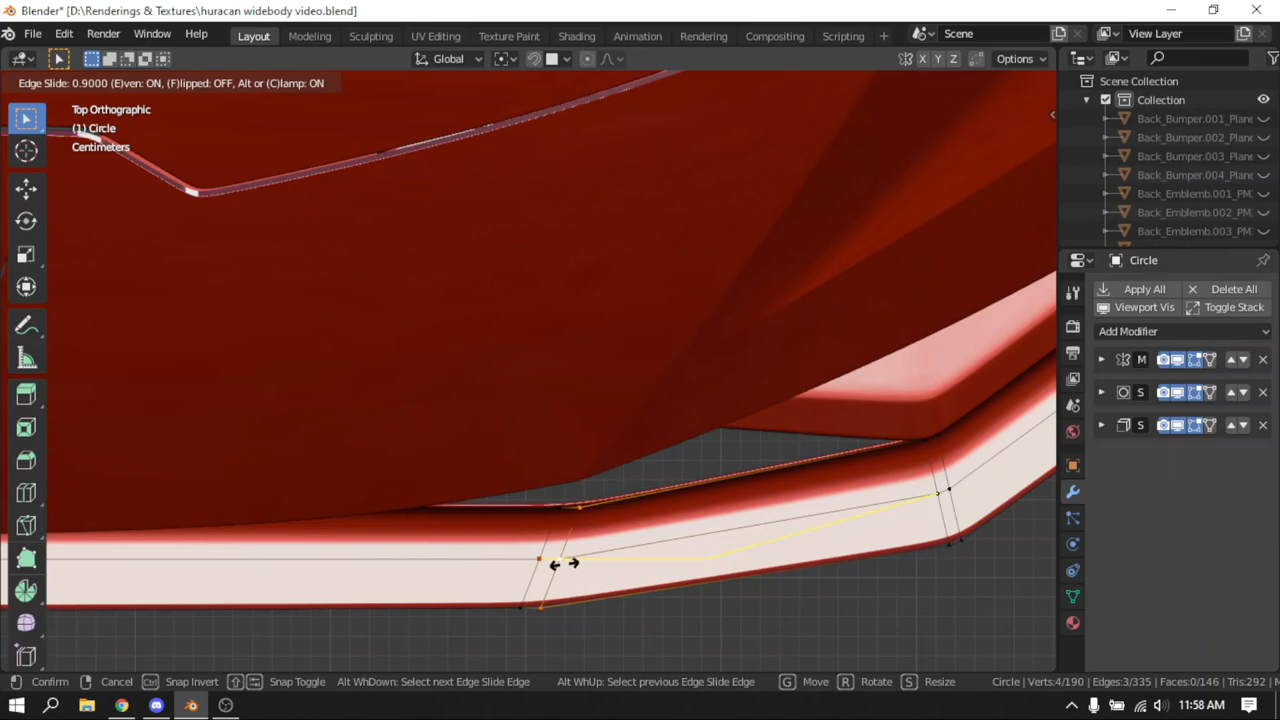 Blender* [D:\Renderings & Textures\huracan widebody video.blend]
File Edit Render Window Help Layout Modeling Sculpting UV Editing Texture Paint Shading Animation Rendering Compositing Scripting + Scene View Layer
Global X Y Z Options
Edge Slide: 0.9000 (E)ven: ON, (F)lipped: OFF, Alt or (C)lamp: ON
Top Orthographic
(1) Circle
Centimeters
Scene Collection
Collection
Back_Bumper.001_Plane
Back_Bumper.002_Plane
Back_Bumper.003_Plane
Back_Bumper.004_Plane
Back_Emblemb.001_PM
Back_Emblemb.002_PM
Back_Emblemb.003_PM
Circle
Apply All Delete All
Viewport Vis Toggle Stack
Add Modifier
M
S
S
Confirm Cancel Ctrl Snap Invert Snap Toggle Alt WhDown: Select next Edge Slide Edge Alt WhUp: Select previous Edge Slide Edge G Move R Rotate S Resize Circle | Verts:4/190 | Edges:3/335 | Faces:0/146 | Tris:292
11:58 AM